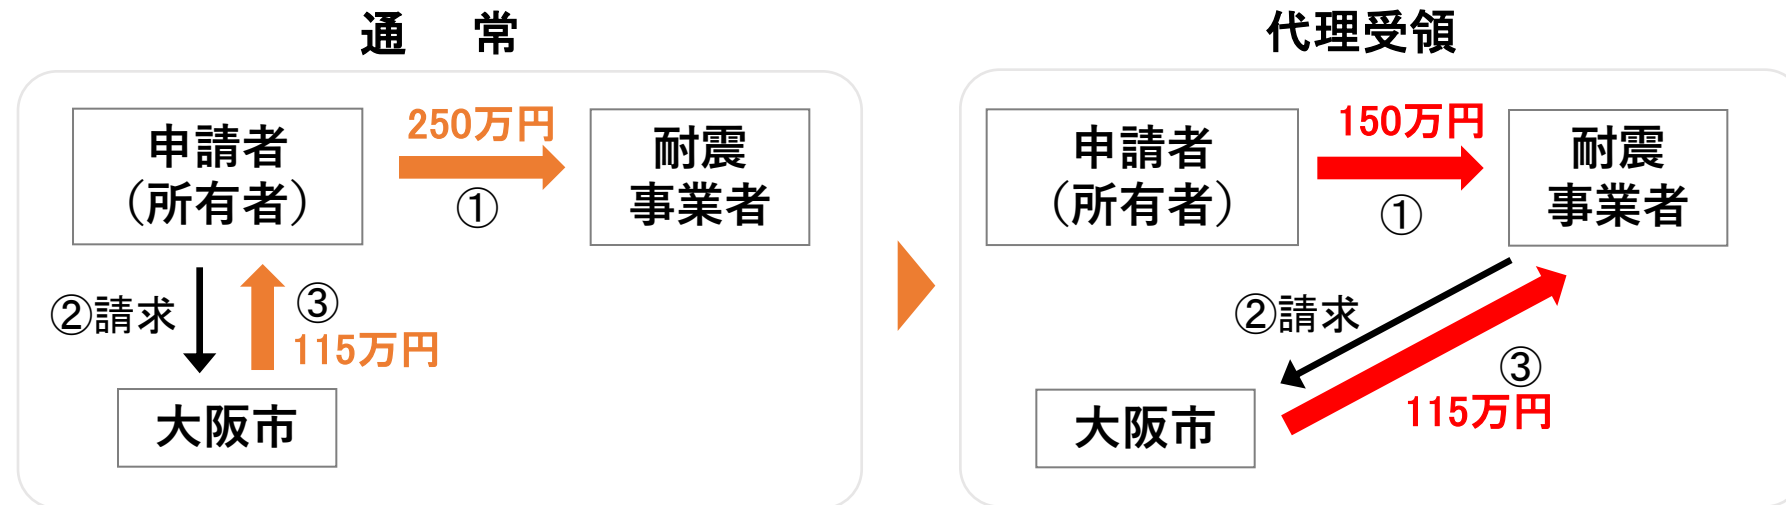 通　常
申請者
（所有者）
250万円
①
耐震
事業者
②請求
③
115万円
大阪市
代理受領
申請者
（所有者）
150万円
①
耐震
事業者
②請求
③
115万円
大阪市